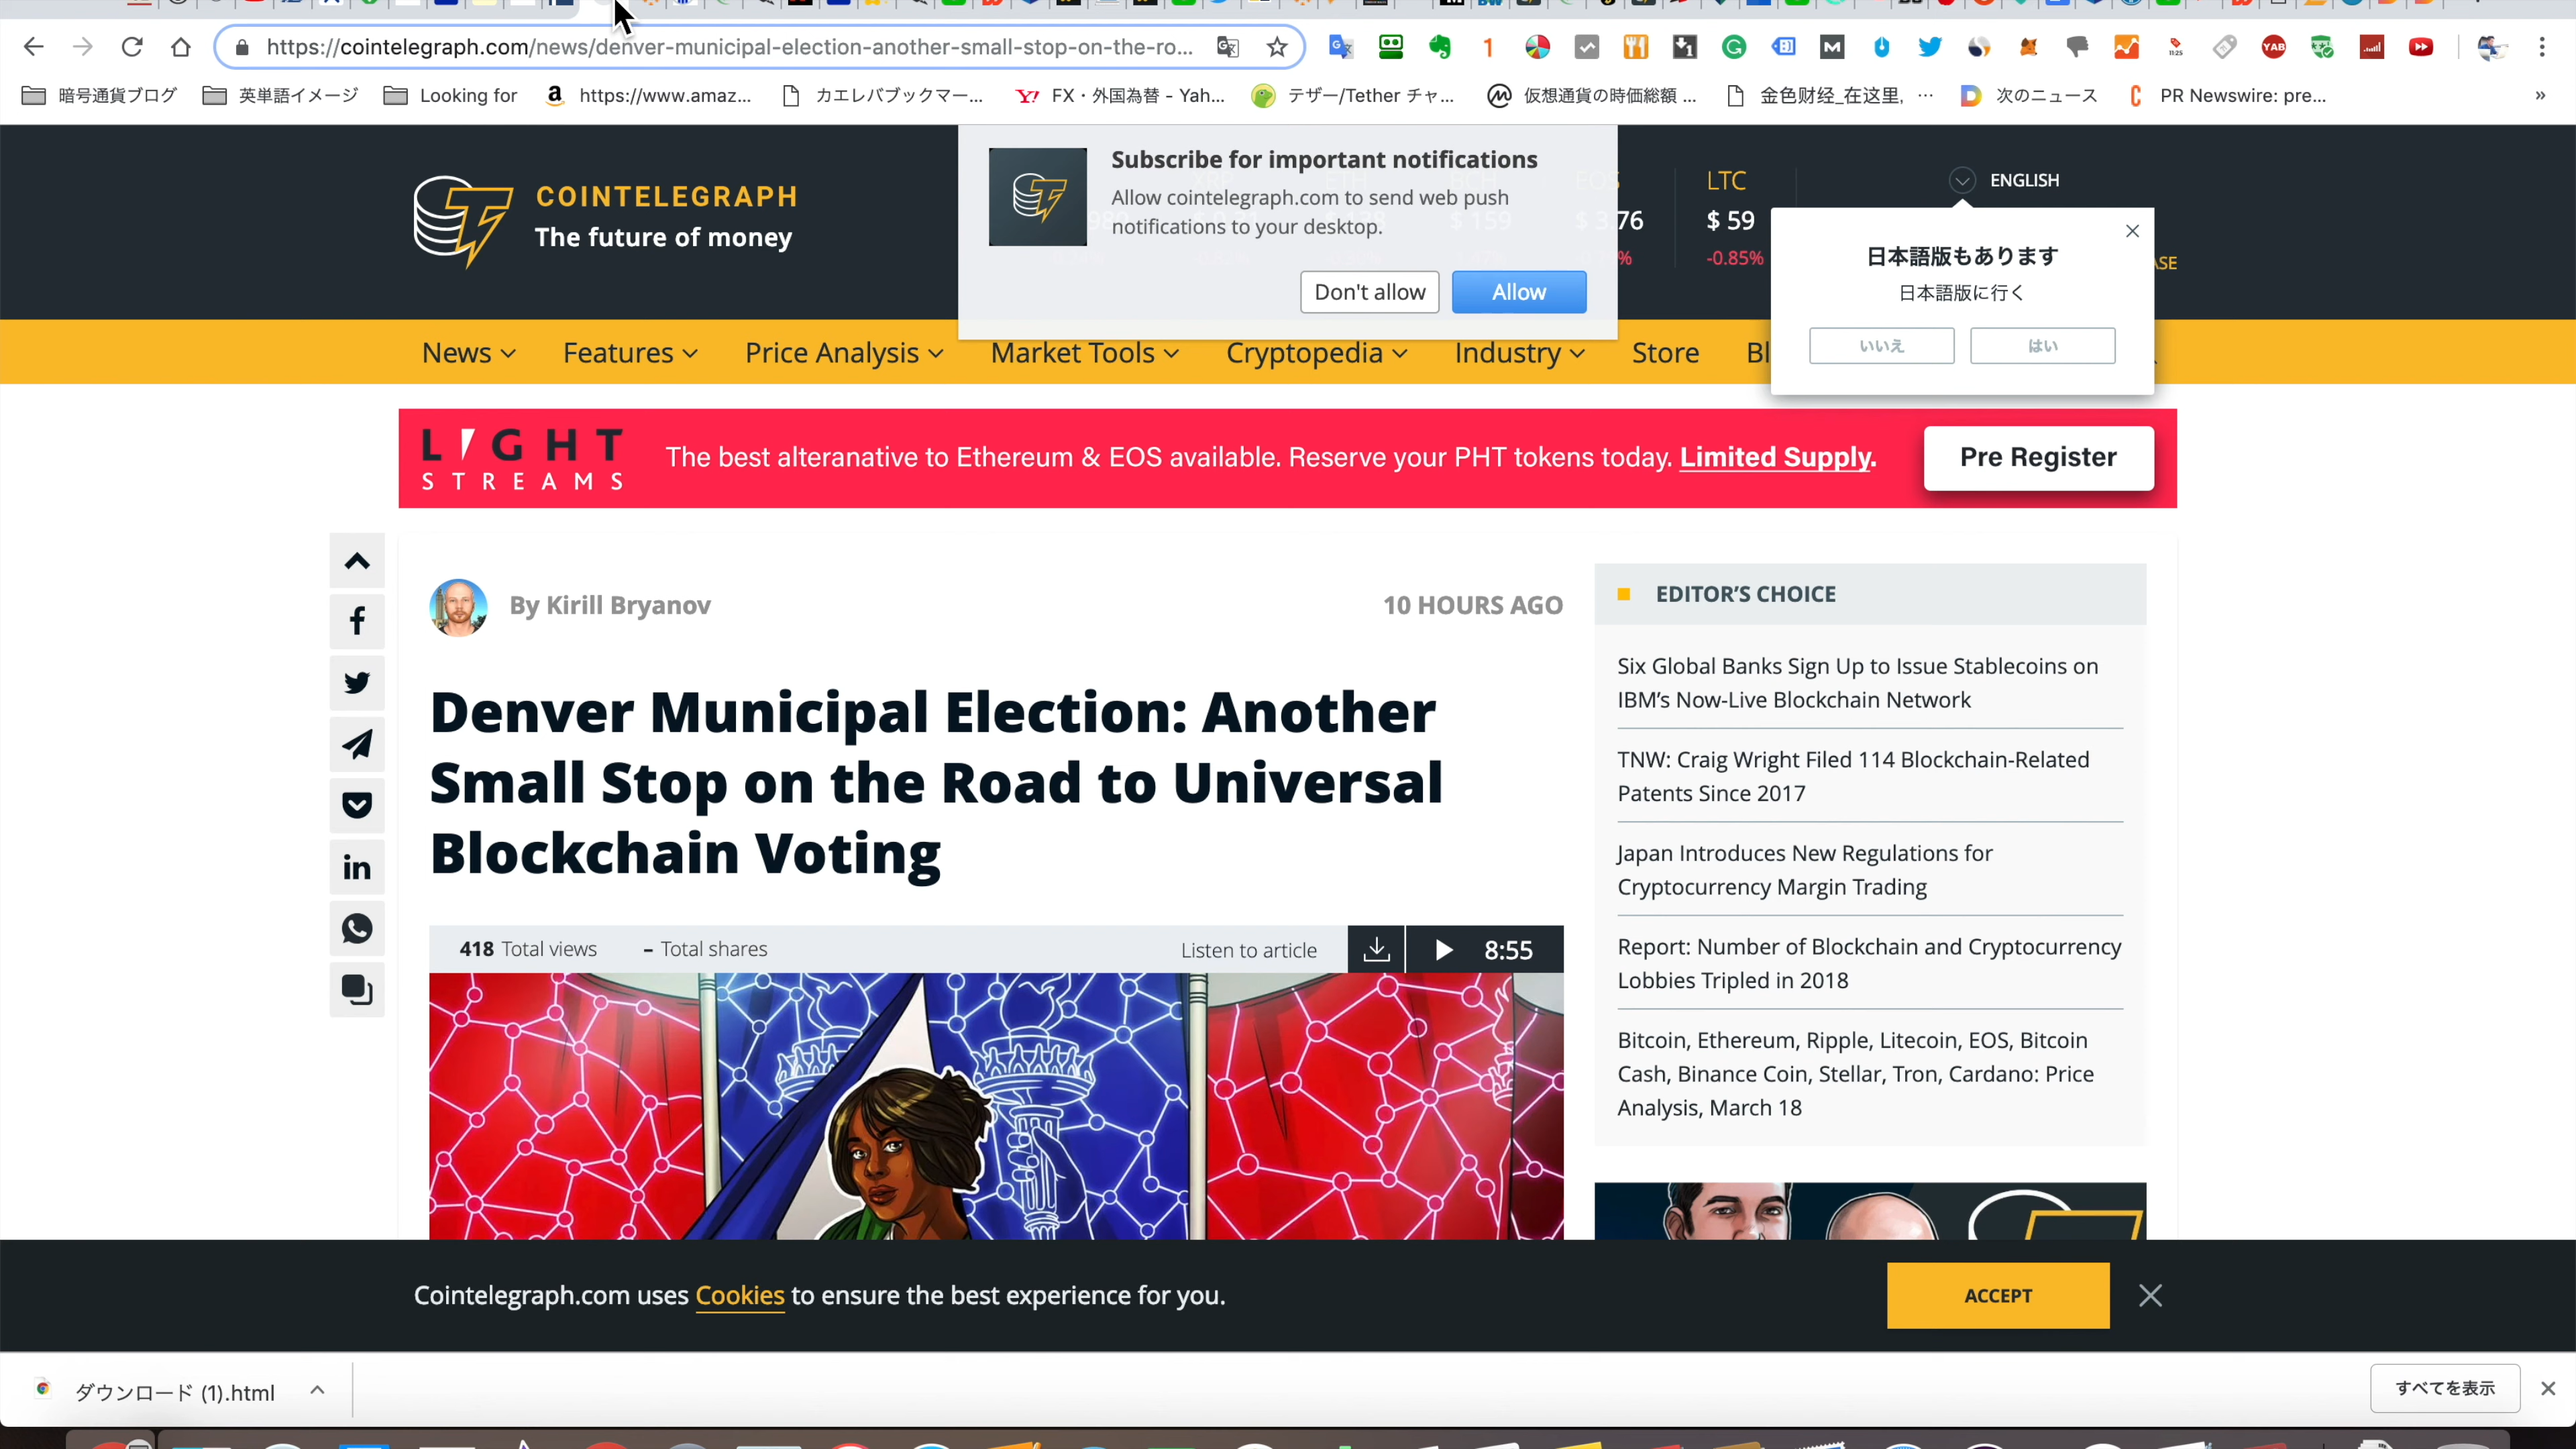 https://cointelegraph.com/news/denver-municipal-election-another-small-stop-on-the-ro...
暗号通貨ブログ
英単語イメージ
Looking for
https://www.amaz...
カエレバブックマー...
FX・外国為替 - Yah...
テザー/Tether チャ...
仮想通貨の時価総額 ...
金色财经_在这里, ...
次のニュース
PR Newswire: pre...
COINTELEGRAPH
The future of money
Subscribe for important notifications
Allow cointelegraph.com to send web push
notifications to your desktop.
Don't allow
Allow
LTC
$ 59
-0.85%
ENGLISH
日本語版もあります
日本語版に行く
いいえ
はい
News
Features
Price Analysis
Market Tools
Cryptopedia
Industry
Store
LIGHT
STREAMS
The best alteranative to Ethereum & EOS available. Reserve your PHT tokens today. Limited Supply.
Pre Register
By Kirill Bryanov
10 HOURS AGO
Denver Municipal Election: Another
Small Stop on the Road to Universal
Blockchain Voting
418 Total views
– Total shares
Listen to article
8:55
EDITOR’S CHOICE
Six Global Banks Sign Up to Issue Stablecoins on
IBM’s Now-Live Blockchain Network
TNW: Craig Wright Filed 114 Blockchain-Related
Patents Since 2017
Japan Introduces New Regulations for
Cryptocurrency Margin Trading
Report: Number of Blockchain and Cryptocurrency
Lobbies Tripled in 2018
Bitcoin, Ethereum, Ripple, Litecoin, EOS, Bitcoin
Cash, Binance Coin, Stellar, Tron, Cardano: Price
Analysis, March 18
Cointelegraph.com uses Cookies to ensure the best experience for you.
ACCEPT
ダウンロード (1).html
すべてを表示